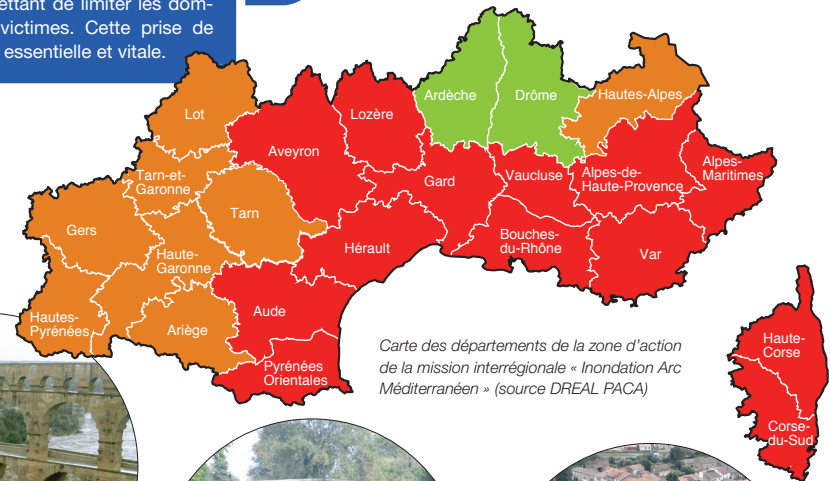 ettant de limiter les dom-
victimes. Cette prise de
essentielle et vitale.
Lot
Aveyron
Lozère
Ardèche
Drôme
Hautes-Alpes
Tarn-et-
Garonne
Tarn
Gard
Vaucluse
Alpes-de-
Haute-Provence
Alpes-
Maritimes
Gers
Haute-
Garonne
Hérault
Bouches-
du-Rhône
Var
Hautes-
Pyrénées
Ariège
Aude
Pyrénées
Orientales
Haute-
Corse
Corse-
du-Sud
Carte des départements de la zone d'action
de la mission interrégionale « Inondation Arc
Méditerranéen » (source DREAL PACA)